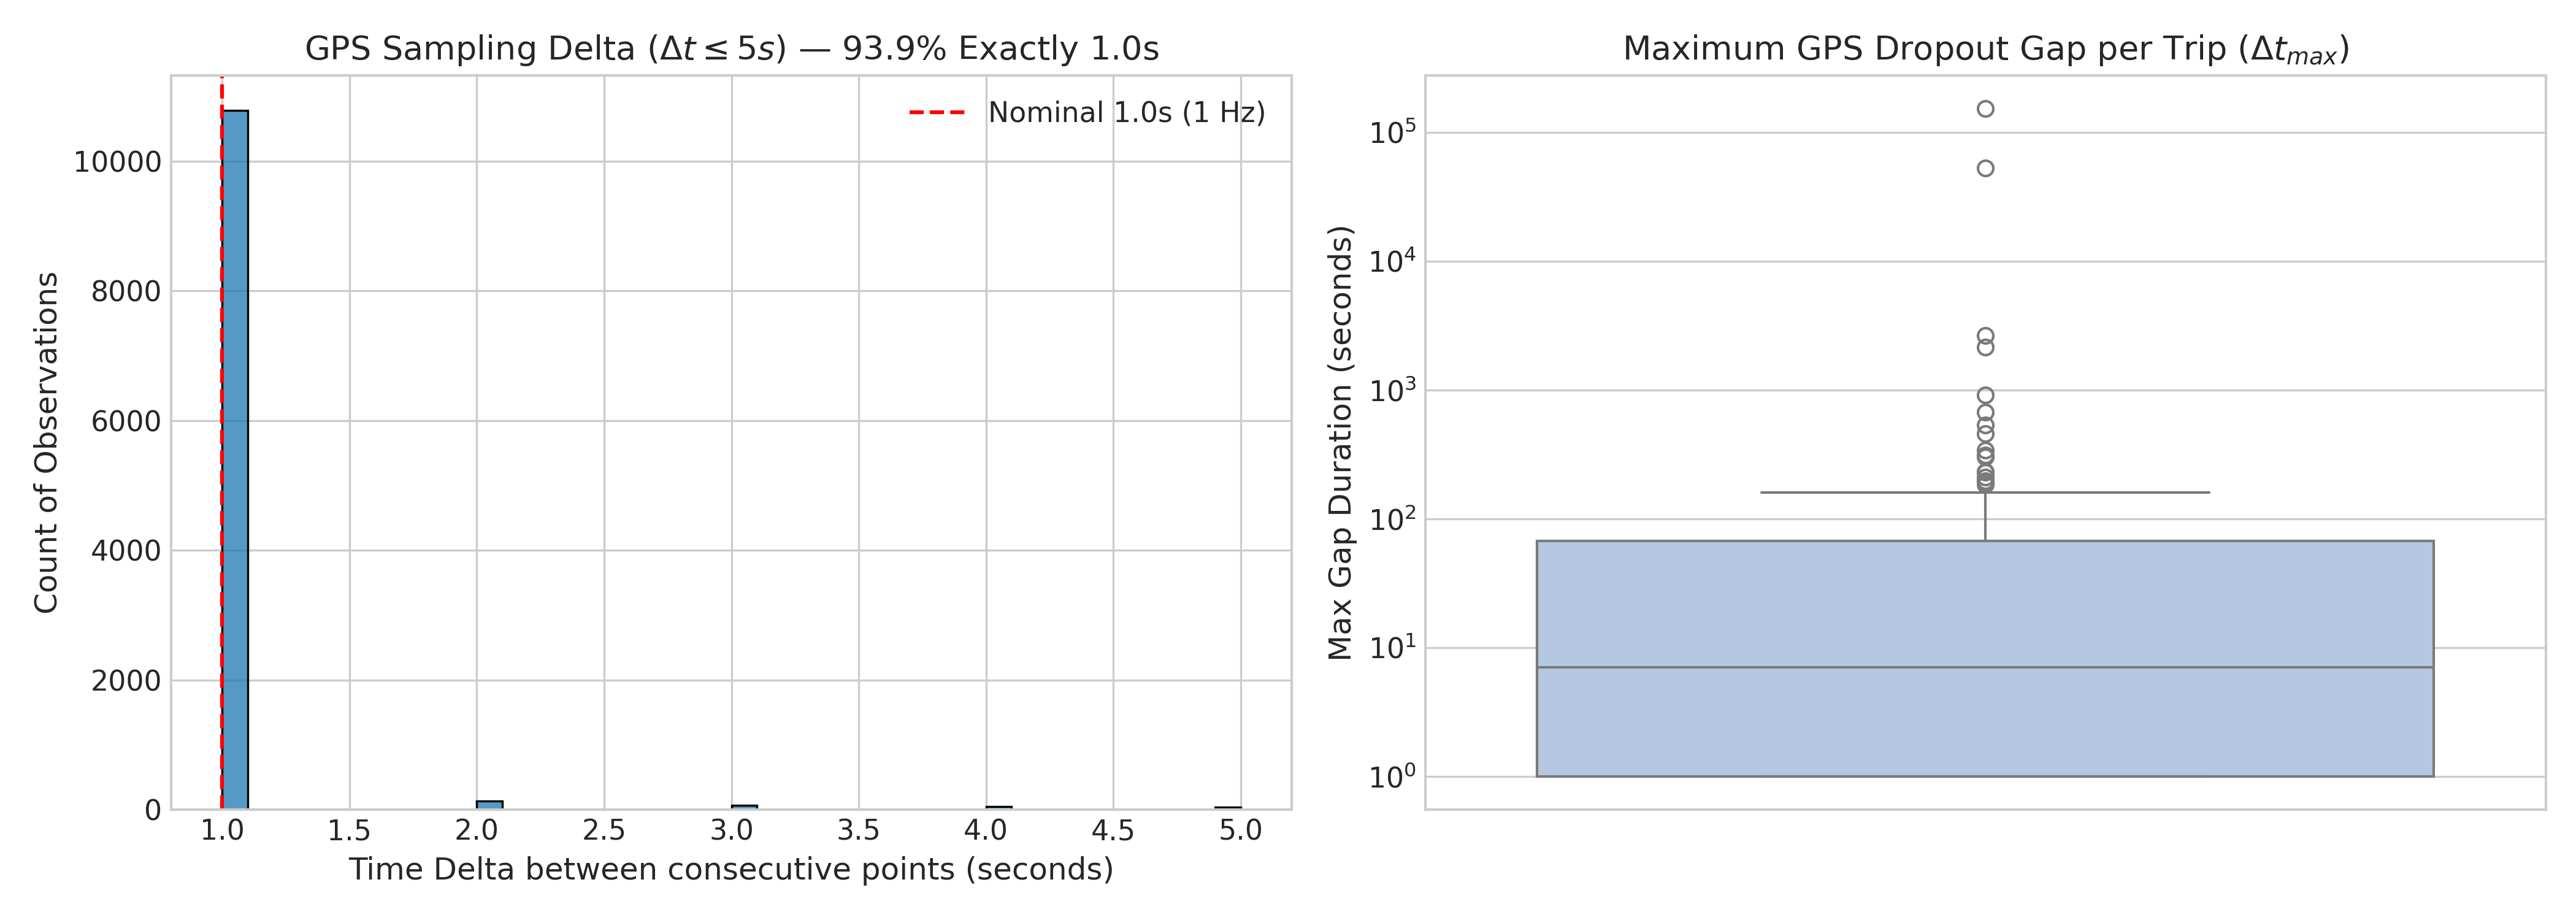 GPS Sampling Delta (Δt ≤ 5s) — 93.9% Exactly 1.0s
Nominal 1.0s (1 Hz)
Count of Observations
10000
8000
6000
4000
2000
0
1.0 1.5 2.0 2.5 3.0 3.5 4.0 4.5 5.0
Time Delta between consecutive points (seconds)
Maximum GPS Dropout Gap per Trip (Δt_max)
Max Gap Duration (seconds)
10⁵
10⁴
10³
10²
10¹
10⁰